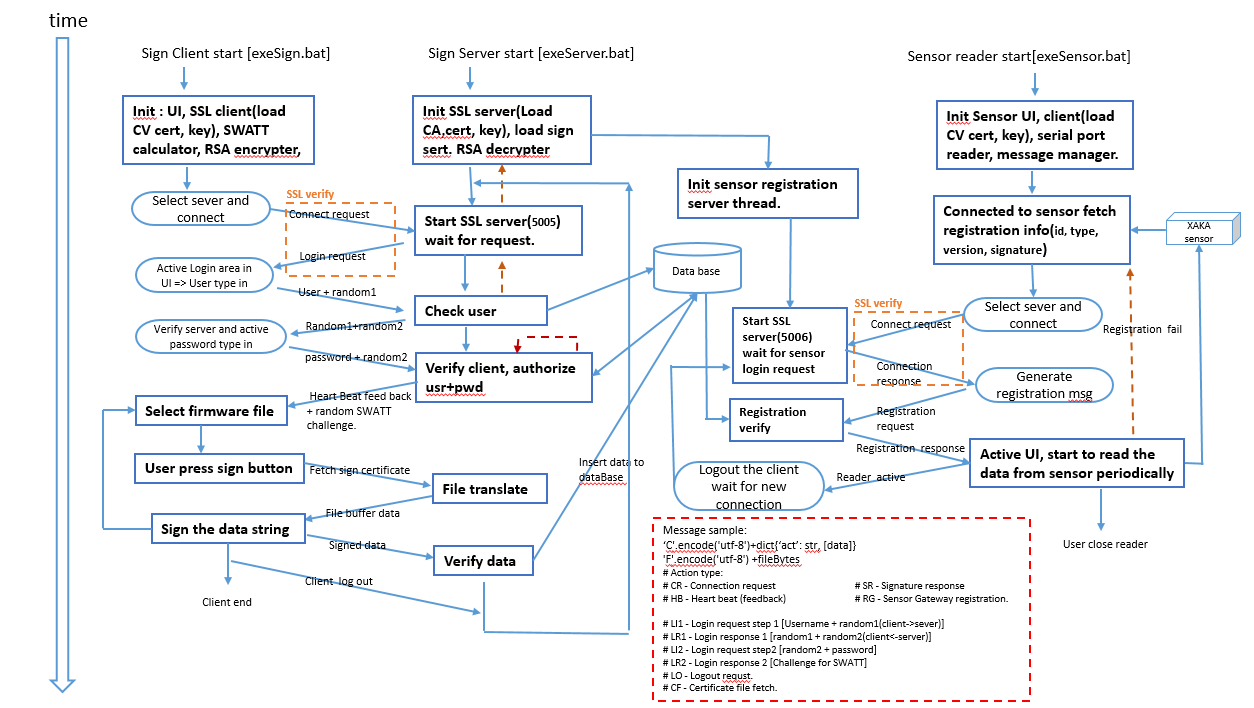 time
Sign Client start [exeSign.bat]
Sign Server start [exeServer.bat]
Sensor reader start[exeSensor.bat]
Init : UI, SSL client(load
CV cert, key), SWATT
calculator, RSA encrypter,
Init SSL server(Load
CA,cert, key), load sign
sert. RSA decrypter
Init Sensor UI, client(load
CV cert, key), serial port
reader, message manager.
Init sensor registration
server thread.
Select sever and
connect
SSL verify
Connect request
Start SSL server(5005)
wait for request.
Login request
Connected to sensor fetch
registration info(id, type,
version, signature)
XAKA
sensor
Active Login area in
UI => User type in
User + random1
Check user
Data base
Random1+random2
Verify server and active
password type in
password + random2
Verify client, authorize
usr+pwd
Start SSL
server(5006)
wait for sensor
login request
SSL verify
Connect request
Select sever and
connect
Registration fail
Connection
response
Generate
registration msg
Heart Beat feed back
+ random SWATT
challenge.
Select firmware file
Registration
verify
Registration
request
Registration response
User press sign button
Fetch sign certificate
File translate
Insert data to
dataBase
Logout the client
wait for new
connection
Reader active
Active UI, start to read the
data from sensor periodically
File buffer data
Sign the data string
Signed data
Verify data
Client log out
Client end
User close reader
Message sample:
‘C’.encode('utf-8')+dict{‘act’: str, [data]}
'F'.encode('utf-8') +fileBytes
# Action type:
# CR - Connection request # SR - Signature response
# HB - Heart beat (feedback) # RG - Sensor Gateway registration.
# LI1 - Login request step 1 [Username + random1(client->sever)]
# LR1 - Login response 1 [random1 + random2(client<-server)]
# LI2 - Login request step2 [random2 + password]
# LR2 - Login response 2 [Challenge for SWATT]
# LO - Logout requst.
# CF - Certificate file fetch.